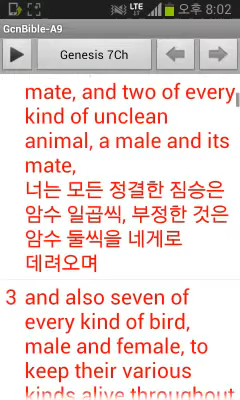 LTE
오후 8:02
GcnBible-A9
Genesis 7Ch
mate, and two of every
kind of unclean
animal, a male and its
mate,
너는 모든 정결한 짐승은
암수 일곱씩, 부정한 것은
암수 둘씩을 네게로
데려오며
3 and also seven of
every kind of bird,
male and female, to
keep their various
kinds alive throughout